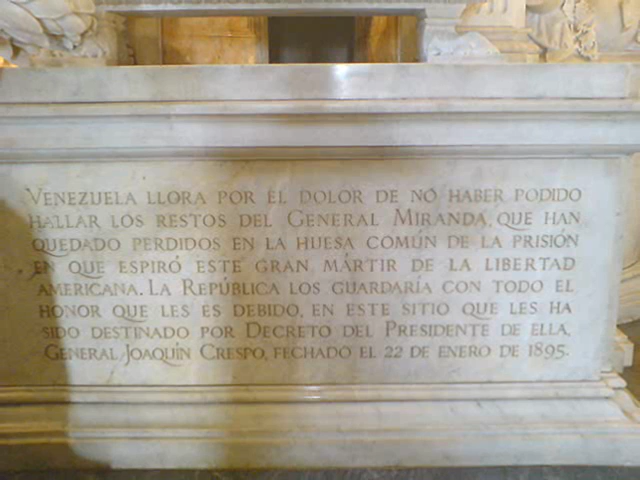 VENEZUELA LLORA POR EL DOLOR DE NO HABER PODIDO
HALLAR LOS RESTOS DEL GENERAL MIRANDA, QUE HAN
QUEDADO PERDIDOS EN LA HUESA COMÚN DE LA PRISIÓN
EN QUE ESPIRÓ ESTE GRAN MÁRTIR DE LA LIBERTAD
AMERICANA. LA REPÚBLICA LOS GUARDARÍA CON TODO EL
HONOR QUE LES ES DEBIDO, EN ESTE SITIO QUE LES HA
SIDO DESTINADO POR DECRETO DEL PRESIDENTE DE ELLA,
GENERAL JOAQUÍN CRESPO, FECHADO EL 22 DE ENERO DE 1895.